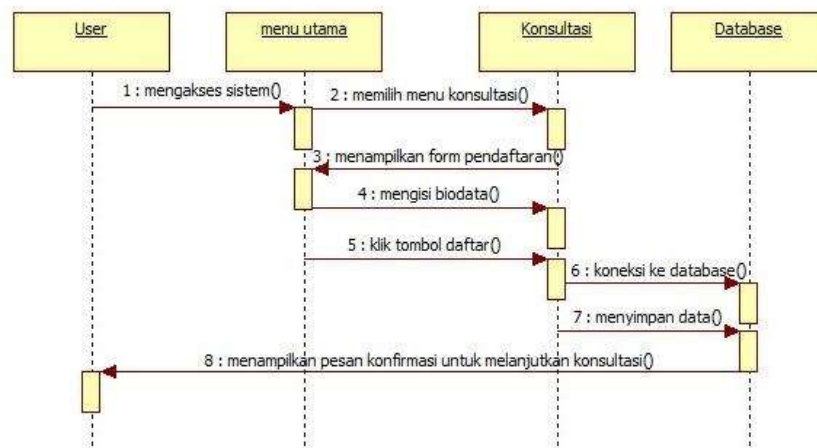 User
menu utama
Konsultasi
Database
1 : mengakses sistem()
2 : memilih menu konsultasi()
3 : menampilkan form pendaftaran()
4 : mengisi biodata()
5 : klik tombol daftar()
6 : koneksi ke database()
7 : menyimpan data()
8 : menampilkan pesan konfirmasi untuk melanjutkan konsultasi()